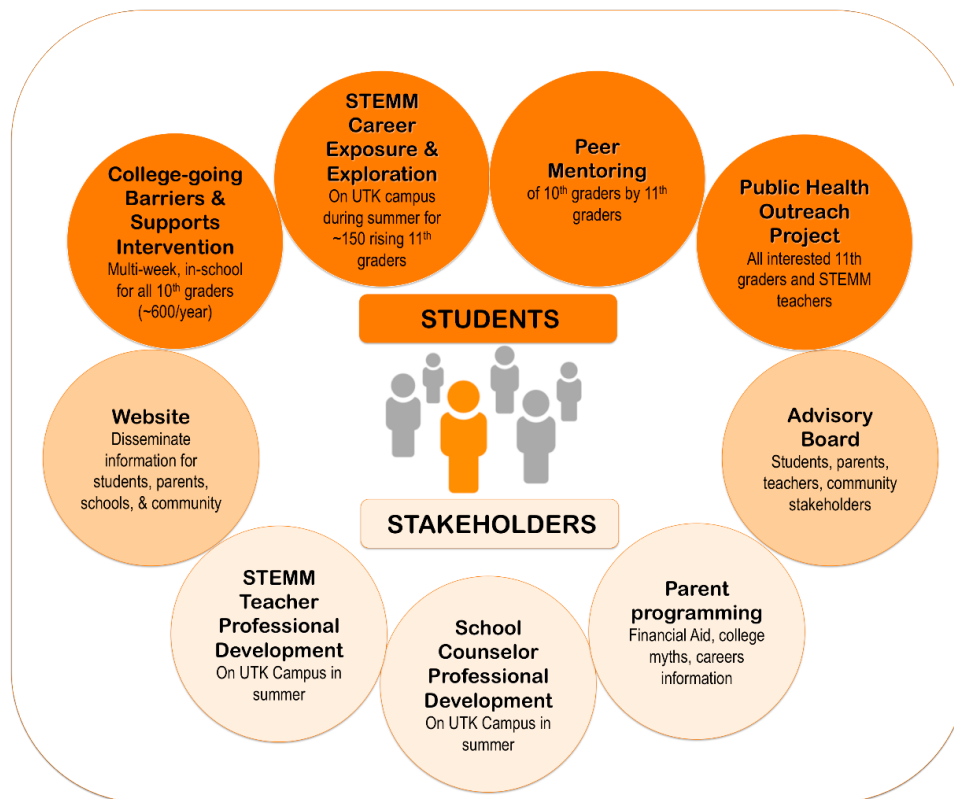 College-going
Barriers &
Supports
Intervention
Multi-week, in-school
for all 10th graders
(~600/year)
STEMM
Career
Exposure &
Exploration
On UTK campus
during summer for
~150 rising 11th
graders
Peer
Mentoring
of 10th graders by 11th
graders
Public Health
Outreach
Project
All interested 11th
graders and STEMM
teachers
STUDENTS
Website
Disseminate
information for
students, parents,
schools, & community
Advisory
Board
Students, parents,
teachers, community
stakeholders
STAKEHOLDERS
STEMM
Teacher
Professional
Development
On UTK Campus in
summer
School
Counselor
Professional
Development
On UTK Campus in
summer
Parent
programming
Financial Aid, college
myths, careers
information